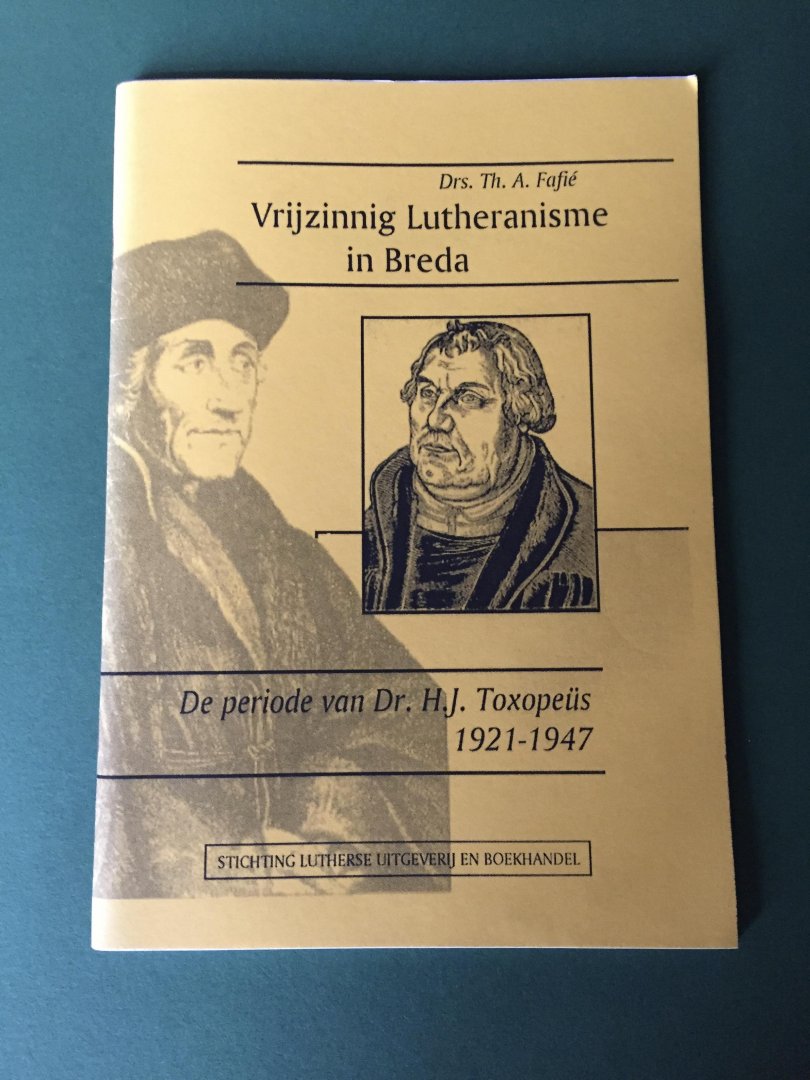 Drs. Th. A. Fafié
Vrijzinnig Lutheranisme
in Breda
De periode van Dr. H.J. Toxopeüs
1921-1947
STICHTING LUTHERSE UITGEVERIJ EN BOEKHANDEL